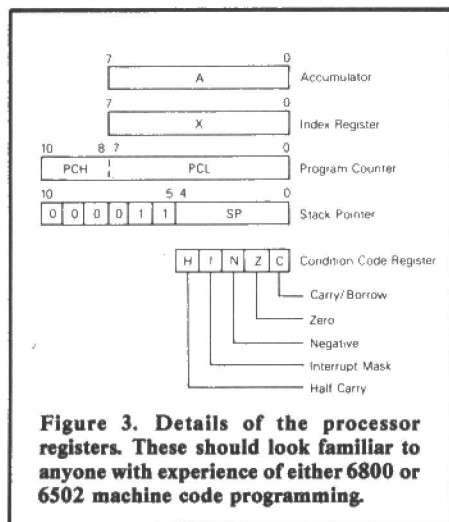 7 0
A Accumulator
7 0
X Index Register
10 8 7 0
PCH PCL Program Counter
10 5 4 0
0 0 0 0 1 1 SP Stack Pointer
H I N Z C Condition Code Register
Carry/Borrow
Zero
Negative
Interrupt Mask
Half Carry
Figure 3. Details of the processor
registers. These should look familiar to
anyone with experience of either 6800 or
6502 machine code programming.